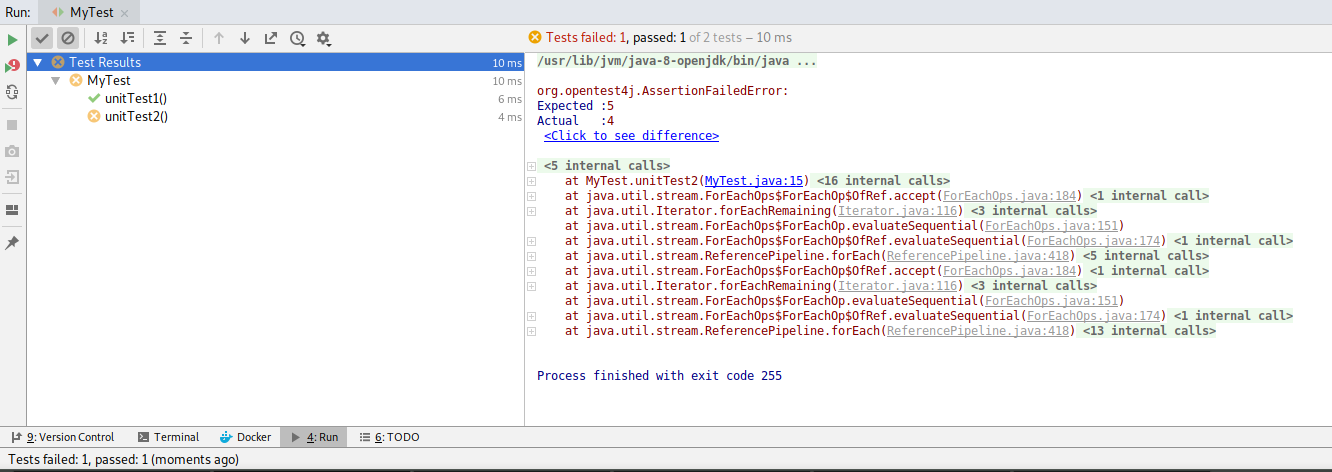 Run: MyTest
Tests failed: 1, passed: 1 of 2 tests – 10 ms
Test Results 10 ms
MyTest 10 ms
unitTest1() 6 ms
unitTest2() 4 ms
/usr/lib/jvm/java-8-openjdk/bin/java ...
org.opentest4j.AssertionFailedError:
Expected :5
Actual   :4
<Click to see difference>
<5 internal calls>
at MyTest.unitTest2(MyTest.java:15) <16 internal calls>
at java.util.stream.ForEachOps$ForEachOp$OfRef.accept(ForEachOps.java:184) <1 internal call>
at java.util.Iterator.forEachRemaining(Iterator.java:116) <3 internal calls>
at java.util.stream.ForEachOps$ForEachOp.evaluateSequential(ForEachOps.java:151)
at java.util.stream.ForEachOps$ForEachOp$OfRef.evaluateSequential(ForEachOps.java:174) <1 internal call>
at java.util.stream.ReferencePipeline.forEach(ReferencePipeline.java:418) <5 internal calls>
at java.util.stream.ForEachOps$ForEachOp$OfRef.accept(ForEachOps.java:184) <1 internal call>
at java.util.Iterator.forEachRemaining(Iterator.java:116) <3 internal calls>
at java.util.stream.ForEachOps$ForEachOp.evaluateSequential(ForEachOps.java:151)
at java.util.stream.ForEachOps$ForEachOp$OfRef.evaluateSequential(ForEachOps.java:174) <1 internal call>
at java.util.stream.ReferencePipeline.forEach(ReferencePipeline.java:418) <13 internal calls>
Process finished with exit code 255
9: Version Control Terminal Docker 4: Run 6: TODO
Tests failed: 1, passed: 1 (moments ago)